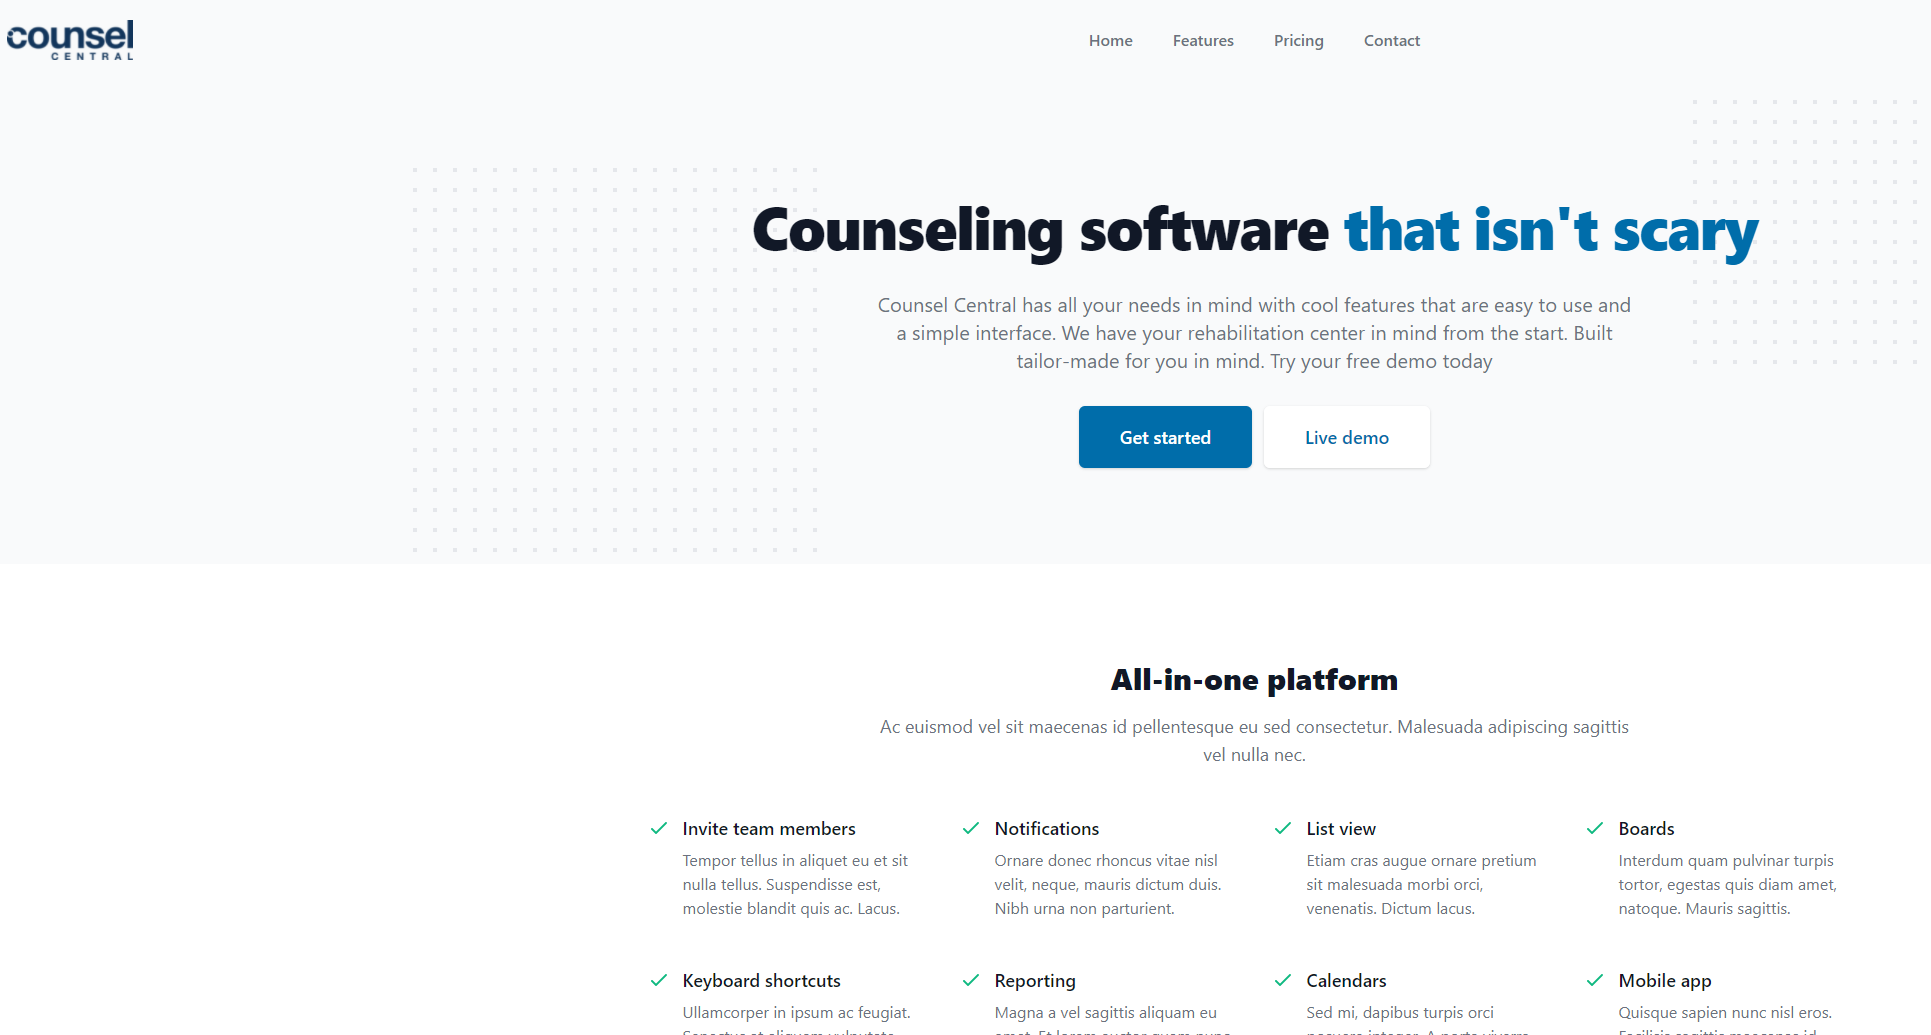 counsel
CENTRAL
Home Features Pricing Contact
Counseling software that isn't scary
Counsel Central has all your needs in mind with cool features that are easy to use and
a simple interface. We have your rehabilitation center in mind from the start. Built
tailor-made for you in mind. Try your free demo today
Get started Live demo
All-in-one platform
Ac euismod vel sit maecenas id pellentesque eu sed consectetur. Malesuada adipiscing sagittis
vel nulla nec.
Invite team members
Tempor tellus in aliquet eu et sit
nulla tellus. Suspendisse est,
molestie blandit quis ac. Lacus.
Notifications
Ornare donec rhoncus vitae nisl
velit, neque, mauris dictum duis.
Nibh urna non parturient.
List view
Etiam cras augue ornare pretium
sit malesuada morbi orci,
venenatis. Dictum lacus.
Boards
Interdum quam pulvinar turpis
tortor, egestas quis diam amet,
natoque. Mauris sagittis.
Keyboard shortcuts
Ullamcorper in ipsum ac feugiat.
Reporting
Magna a vel sagittis aliquam eu
Calendars
Sed mi, dapibus turpis orci
Mobile app
Quisque sapien nunc nisl eros.